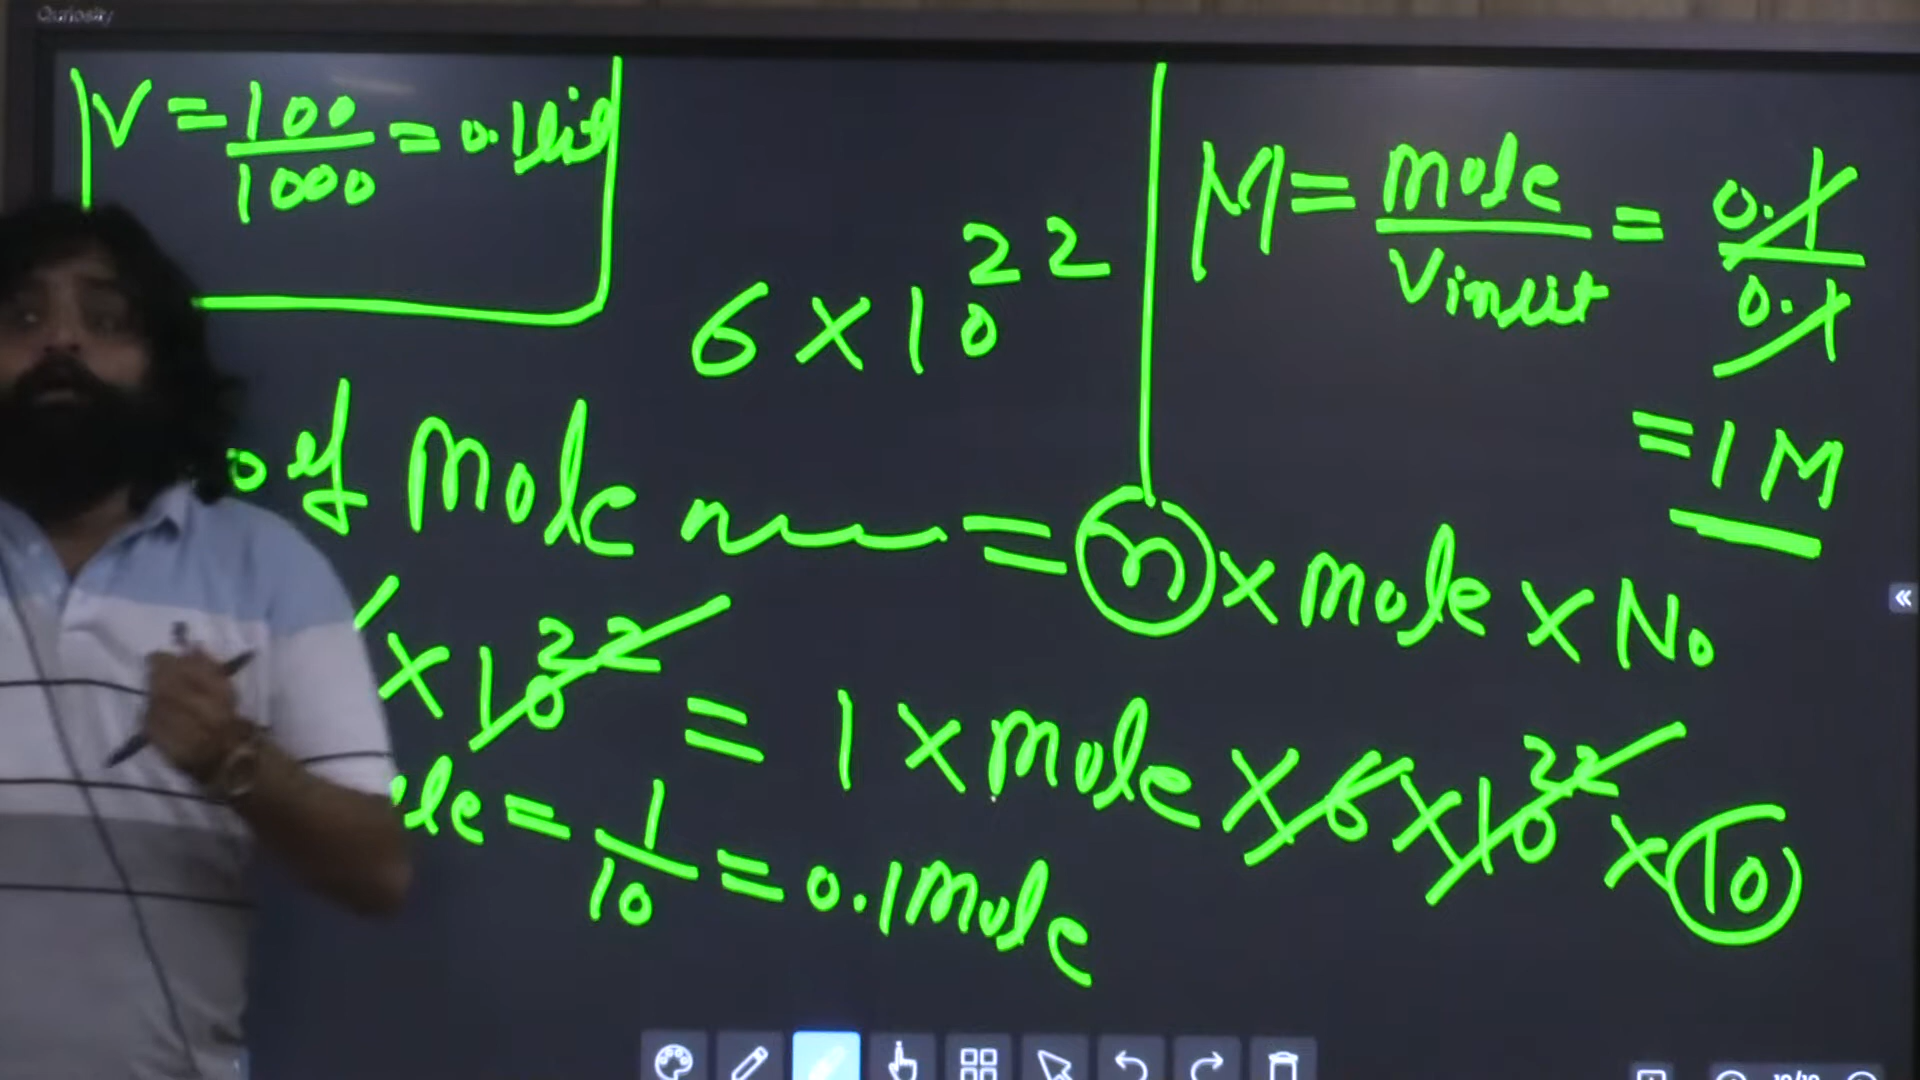 Quriosity
V = 100/1000 = 0.1 lit
6 × 10^22
M = mole/V in lit = 0.1/0.1
= 1 M
of mole = n × mole × N₀
× 10^22 = 1 × mole × 6 × 10^22 × 10
le = 1/10 = 0.1 mole